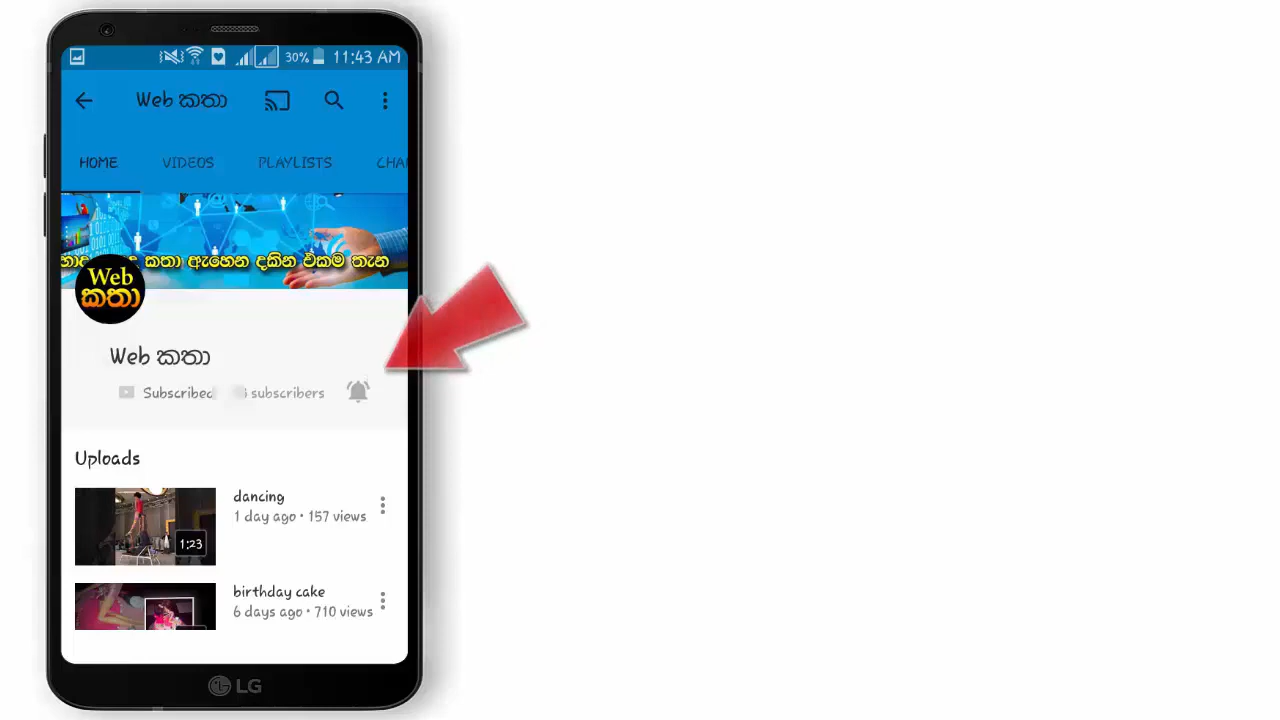 30% 11:43 AM
Web කතා
HOME VIDEOS PLAYLISTS
කතා ඇහෙන දකින එකම තැන
Web
කතා
Web කතා
Subscribed subscribers
Uploads
dancing
1 day ago • 157 views
1:23
birthday cake
6 days ago • 710 views
LG